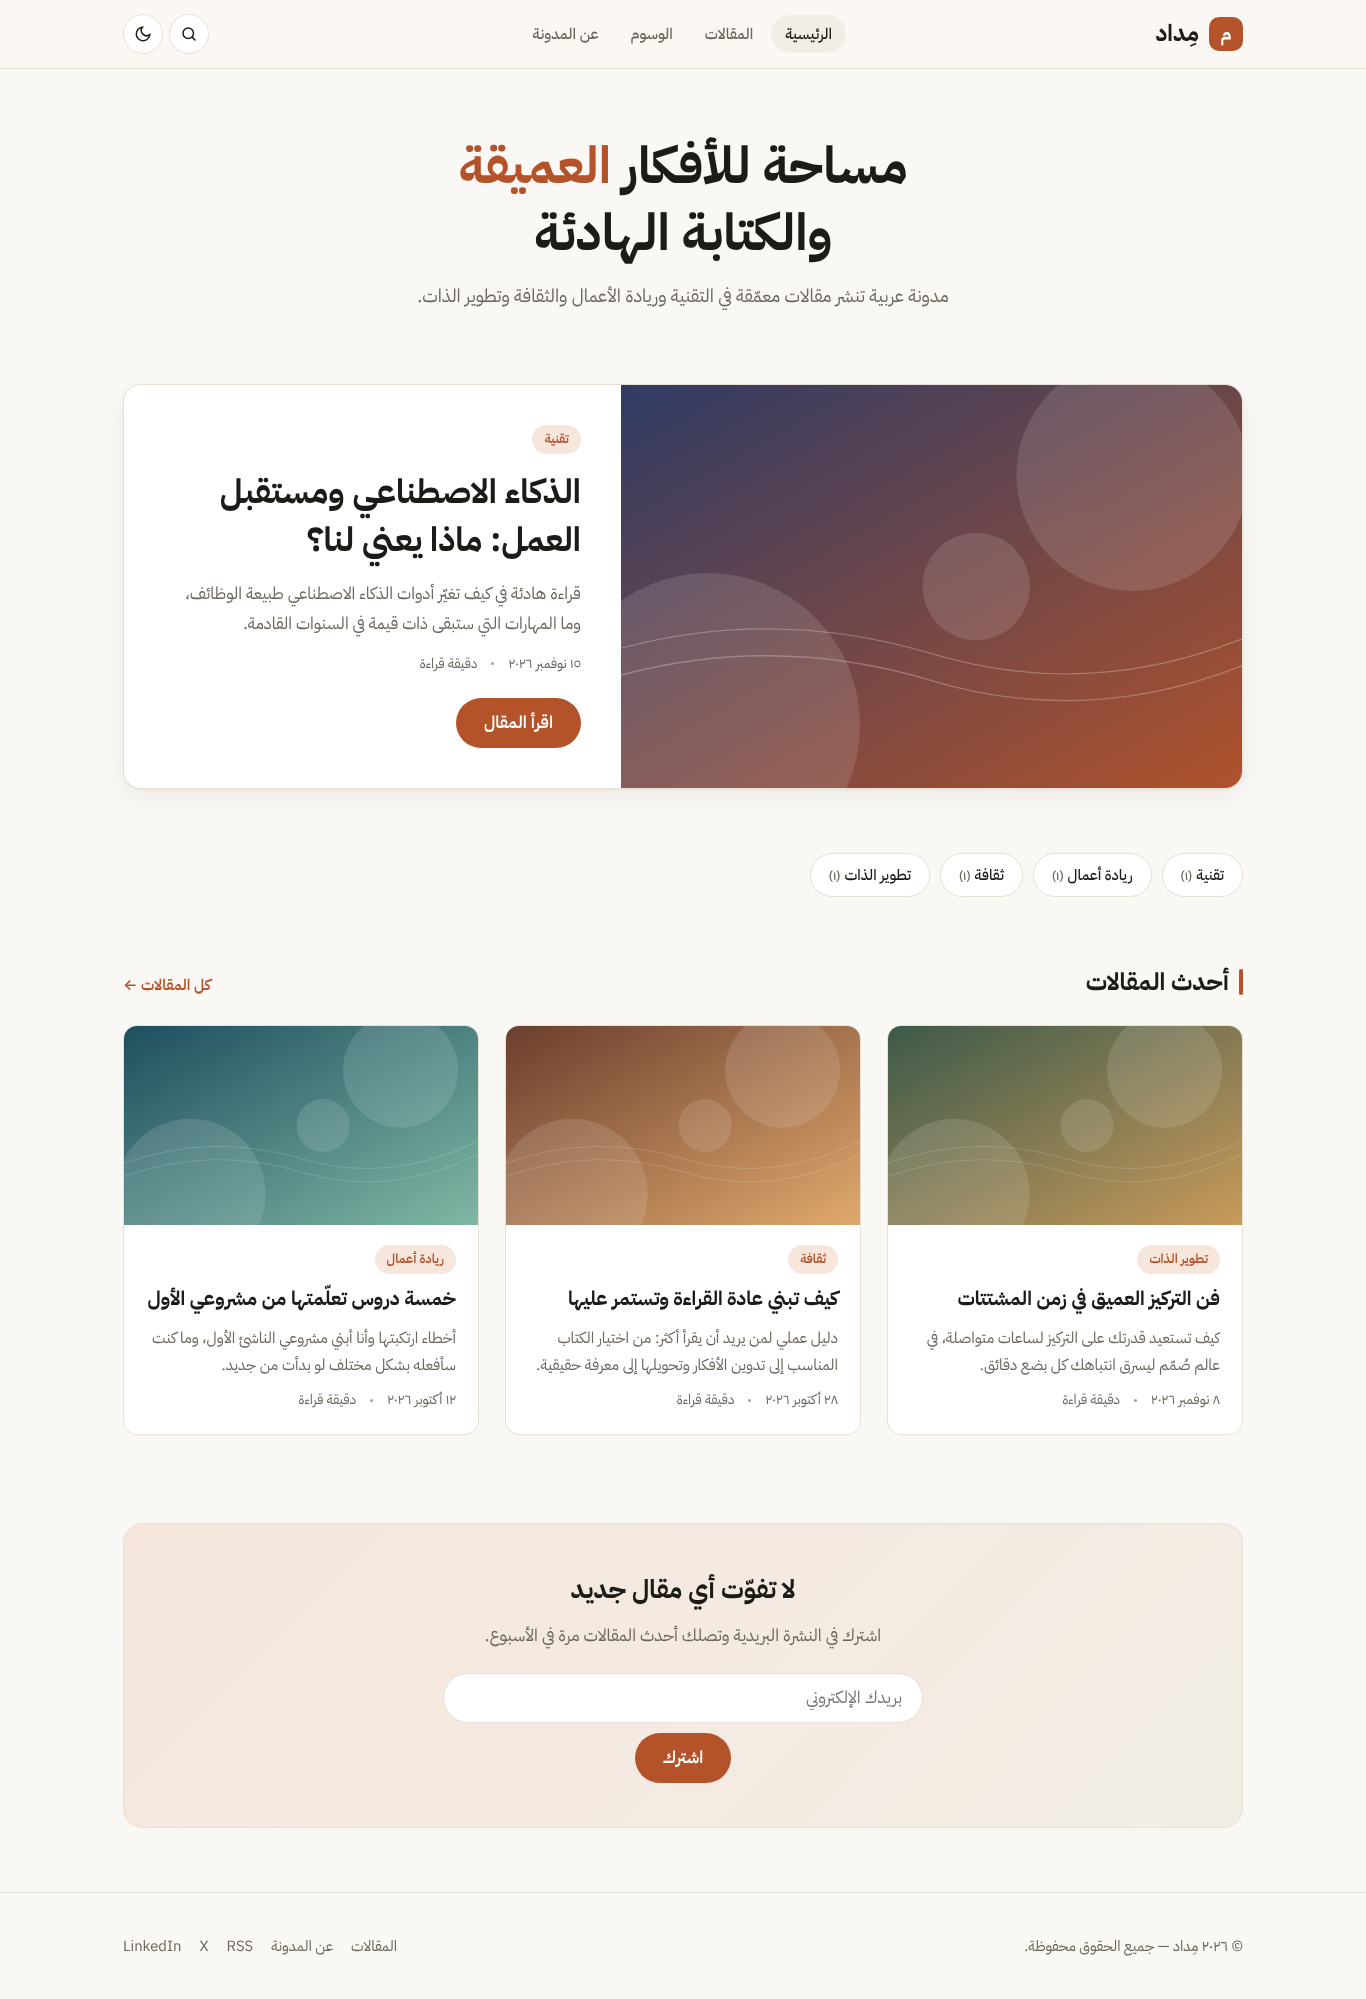 م مِداد
الرئيسية المقالات الوسوم عن المدونة
مساحة للأفكار العميقة
والكتابة الهادئة
مدونة عربية تنشر مقالات معمّقة في التقنية وريادة الأعمال والثقافة وتطوير الذات.
تقنية
الذكاء الاصطناعي ومستقبل
العمل: ماذا يعني لنا؟
قراءة هادئة في كيف تغيّر أدوات الذكاء الاصطناعي طبيعة الوظائف،
وما المهارات التي ستبقى ذات قيمة في السنوات القادمة.
١٥ نوفمبر ٢٠٢٦ • دقيقة قراءة
اقرأ المقال
تقنية (١) ريادة أعمال (١) ثقافة (١) تطوير الذات (١)
أحدث المقالات
كل المقالات ←
تطوير الذات
فن التركيز العميق في زمن المشتتات
كيف تستعيد قدرتك على التركيز لساعات متواصلة، في
عالم صُمّم ليسرق انتباهك كل بضع دقائق.
٨ نوفمبر ٢٠٢٦ • دقيقة قراءة
ثقافة
كيف تبني عادة القراءة وتستمر عليها
دليل عملي لمن يريد أن يقرأ أكثر: من اختيار الكتاب
المناسب إلى تدوين الأفكار وتحويلها إلى معرفة حقيقية.
٢٨ أكتوبر ٢٠٢٦ • دقيقة قراءة
ريادة أعمال
خمسة دروس تعلّمتها من مشروعي الأول
أخطاء ارتكبتها وأنا أبني مشروعي الناشئ الأول، وما كنت
سأفعله بشكل مختلف لو بدأت من جديد.
١٢ أكتوبر ٢٠٢٦ • دقيقة قراءة
لا تفوّت أي مقال جديد
اشترك في النشرة البريدية وتصلك أحدث المقالات مرة في الأسبوع.
بريدك الإلكتروني
اشترك
© ٢٠٢٦ مِداد — جميع الحقوق محفوظة.
المقالات عن المدونة RSS X LinkedIn